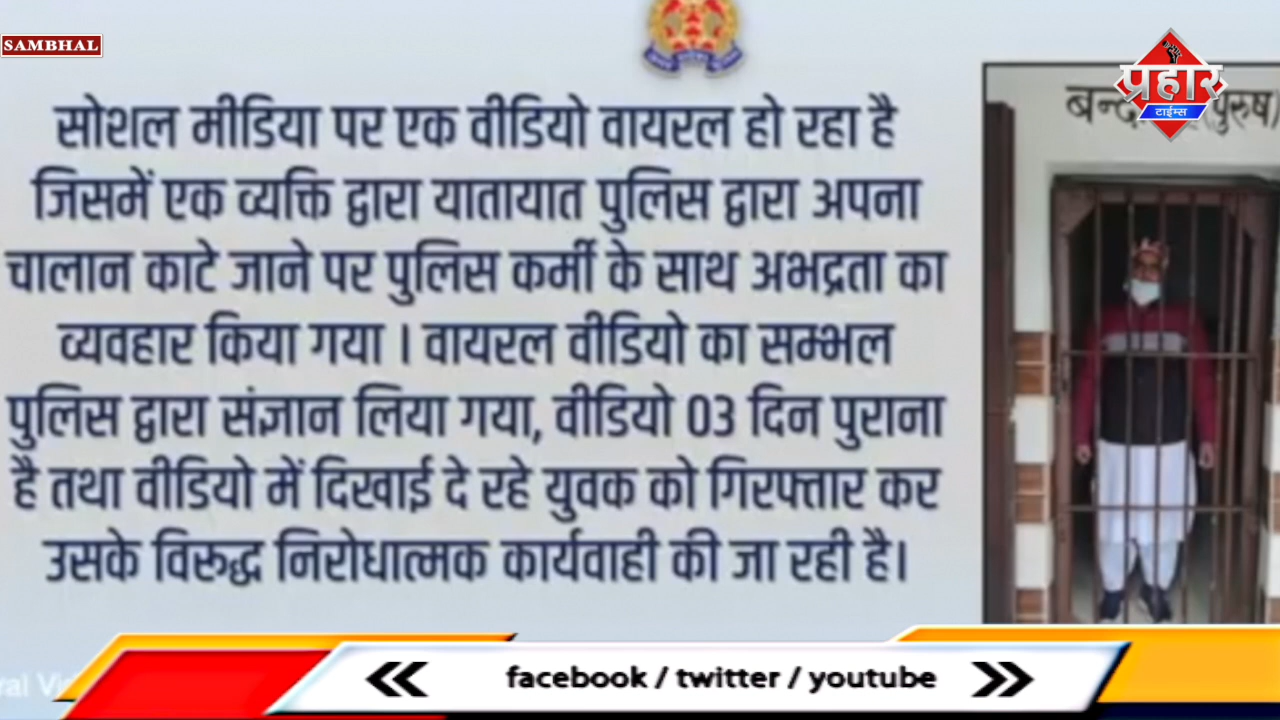 SAMBHAL
प्रहार
टाईम्स
सोशल मीडिया पर एक वीडियो वायरल हो रहा है
जिसमें एक व्यक्ति द्वारा यातायात पुलिस द्वारा अपना
चालान काटे जाने पर पुलिस कर्मी के साथ अभद्रता का
व्यवहार किया गया । वायरल वीडियो का सम्भल
पुलिस द्वारा संज्ञान लिया गया, वीडियो 03 दिन पुराना
है तथा वीडियो में दिखाई दे रहे युवक को गिरफ्तार कर
उसके विरुद्ध निरोधात्मक कार्यवाही की जा रही है।
facebook / twitter / youtube